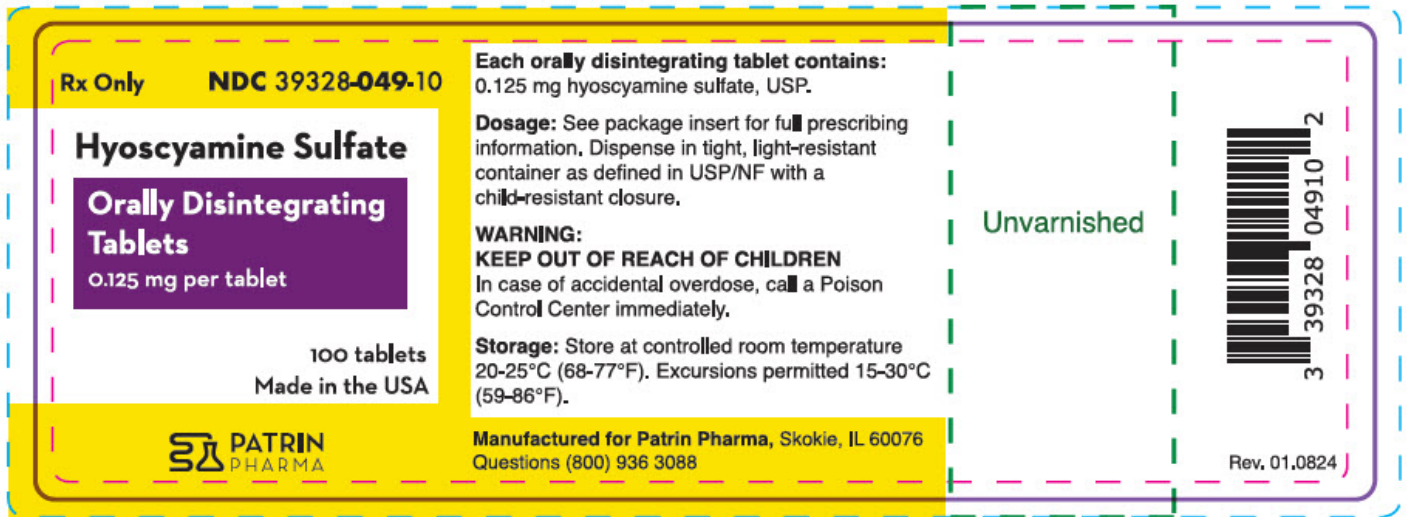 Rx Only NDC 39328-049-10
Hyoscyamine Sulfate
Orally Disintegrating
Tablets
0.125 mg per tablet
100 tablets
Made in the USA
PATRIN
PHARMA
Each orally disintegrating tablet contains:
0.125 mg hyoscyamine sulfate, USP.
Dosage: See package insert for full prescribing
information. Dispense in tight, light-resistant
container as defined in USP/NF with a
child-resistant closure.
WARNING:
KEEP OUT OF REACH OF CHILDREN
In case of accidental overdose, call a Poison
Control Center immediately.
Storage: Store at controlled room temperature
20-25°C (68-77°F). Excursions permitted 15-30°C
(59-86°F).
Manufactured for Patrin Pharma, Skokie, IL 60076
Questions (800) 936 3088
Unvarnished
3 39328 04910 2
Rev. 01.0824